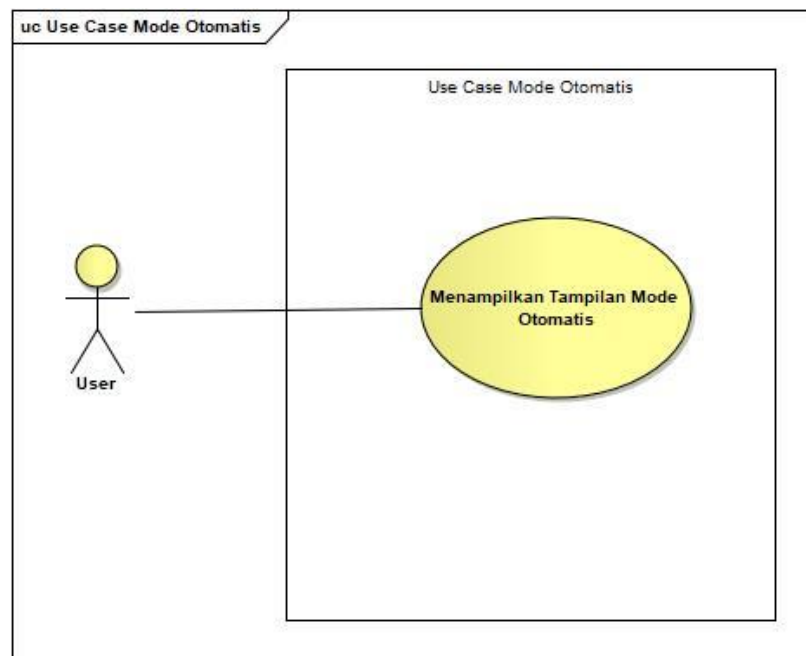 uc Use Case Mode Otomatis
Use Case Mode Otomatis
Menampilkan Tampilan Mode
Otomatis
User